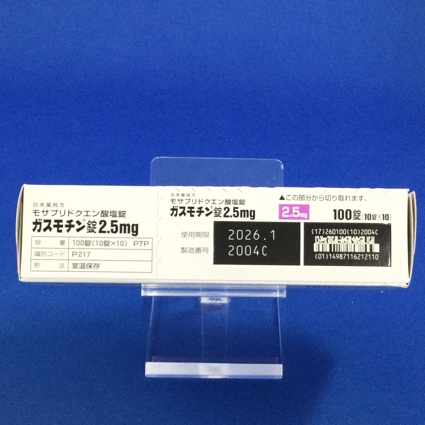 日本薬局方
モサプリドクエン酸塩錠
ガスモチン®錠2.5mg
容 量 100錠(10錠×10) PTP
識別コード P217
貯 法 室温保存
日本薬局方
モサプリドクエン酸塩錠
ガスモチン®錠2.5mg
2.5mg
▲この部分から切り取れます。
100錠(10錠×10)
使用期限 2026.1
製造番号 2004C
(17)260100(10)2004C
(01)14987116212110